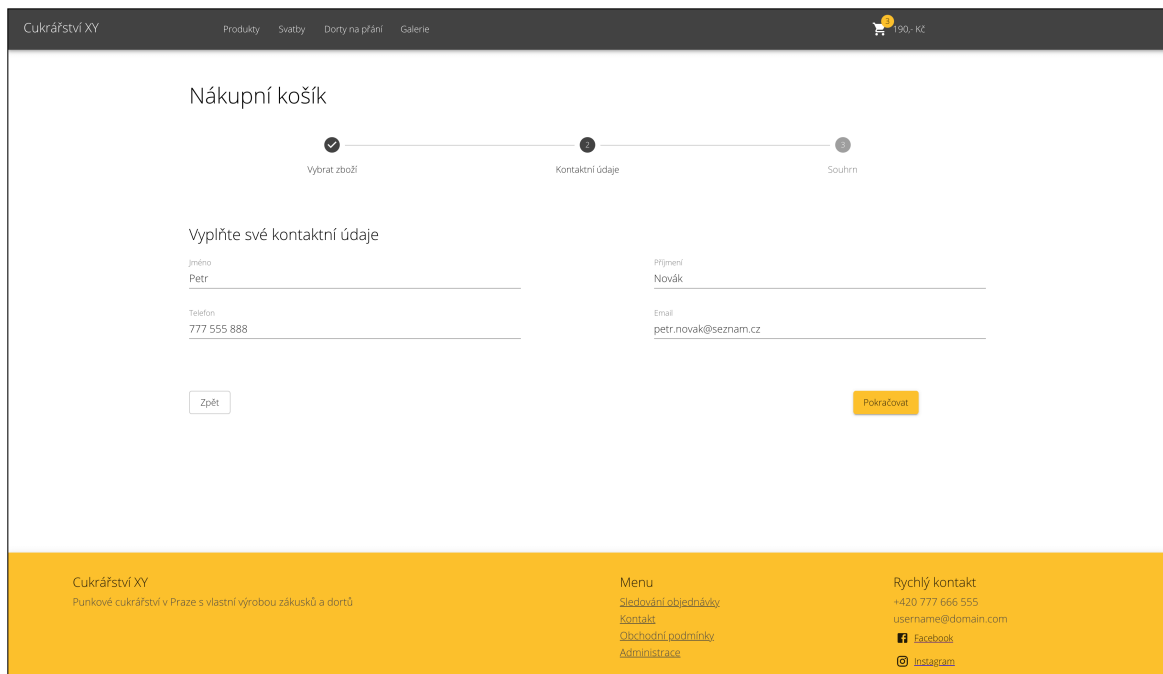 Cukrářství XY
Produkty Svatby Dorty na přání Galerie
3
190,- Kč
Nákupní košík
2 3
Vybrat zboží Kontaktní údaje Souhrn
Vyplňte své kontaktní údaje
Jméno Příjmení
Petr Novák
Telefon Email
777 555 888 petr.novak@seznam.cz
Zpět Pokračovat
Cukrářství XY Menu Rychlý kontakt
Punkové cukrářství v Praze s vlastní výrobou zákusků a dortů Sledování objednávky +420 777 666 555
Kontakt username@domain.com
Obchodní podmínky Facebook
Administrace
Instagram